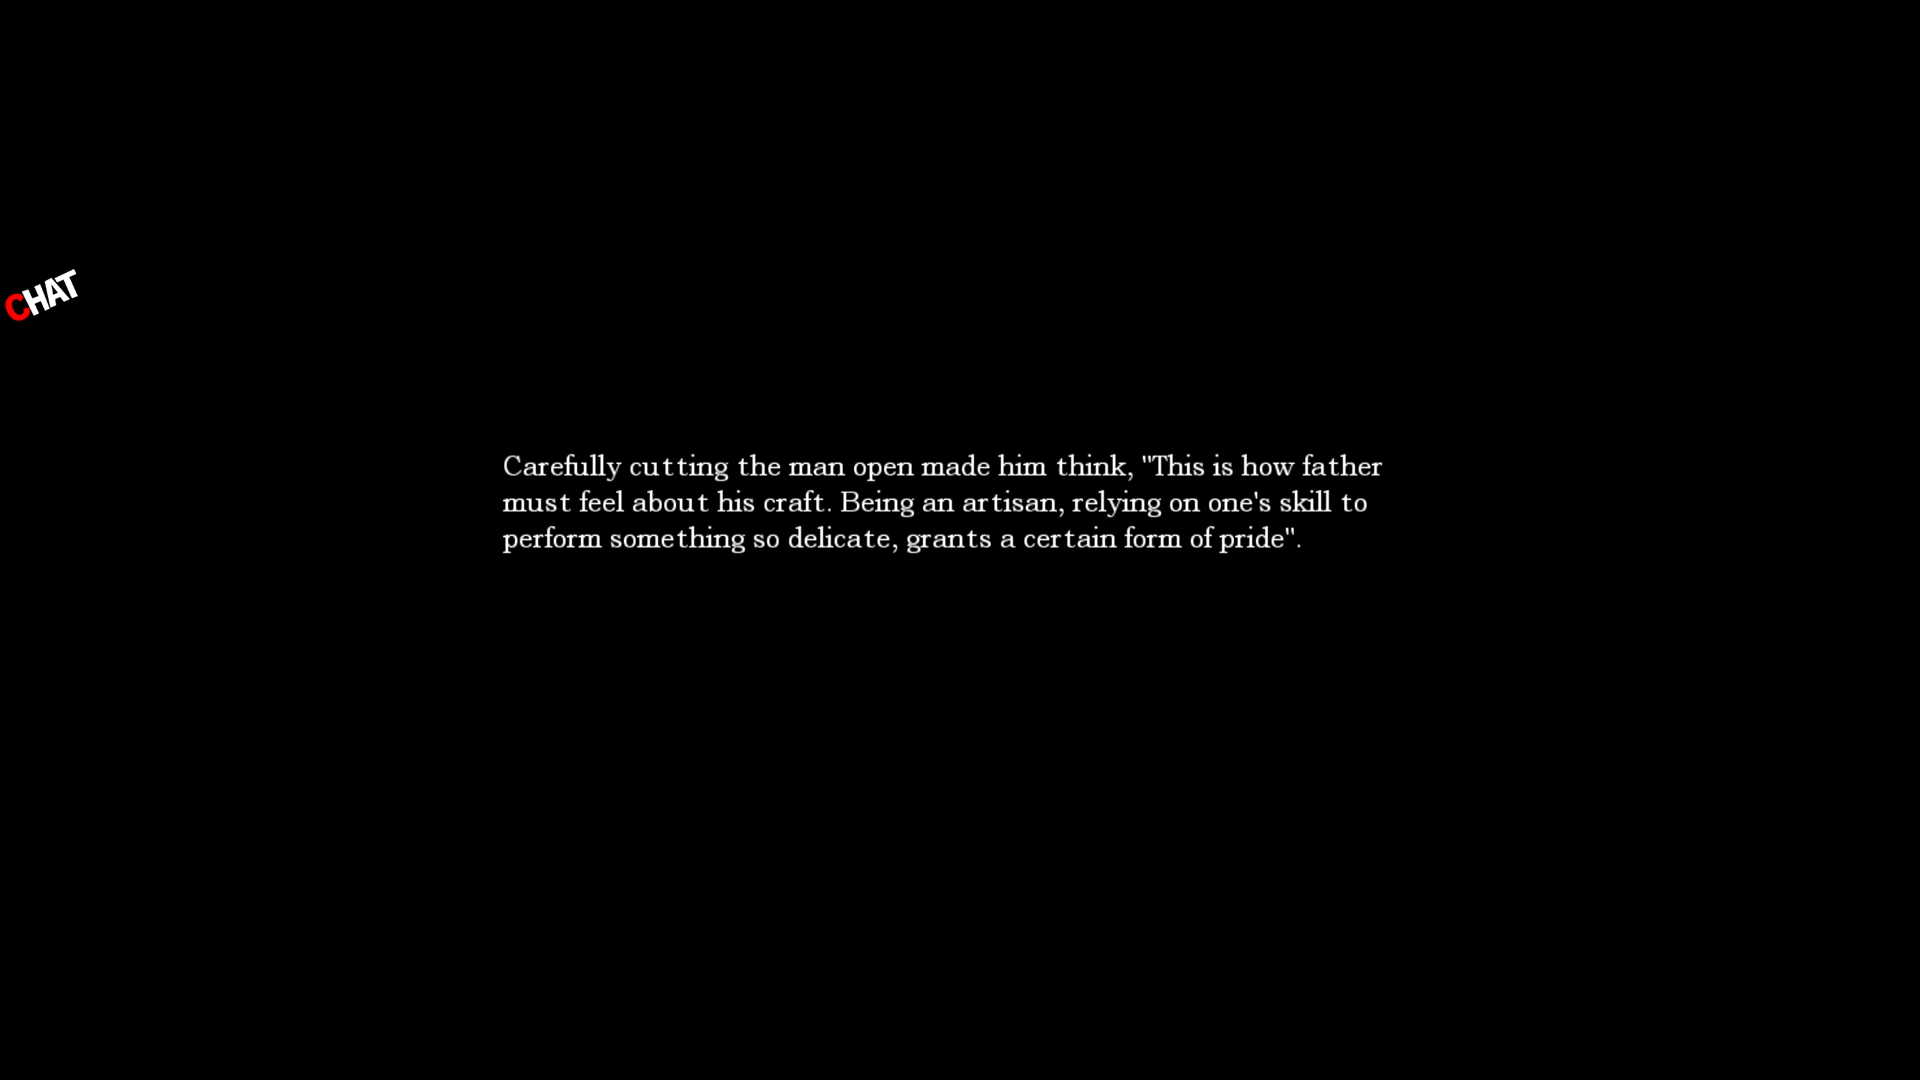 CHAT
Carefully cutting the man open made him think, "This is how father
must feel about his craft. Being an artisan, relying on one's skill to
perform something so delicate, grants a certain form of pride".